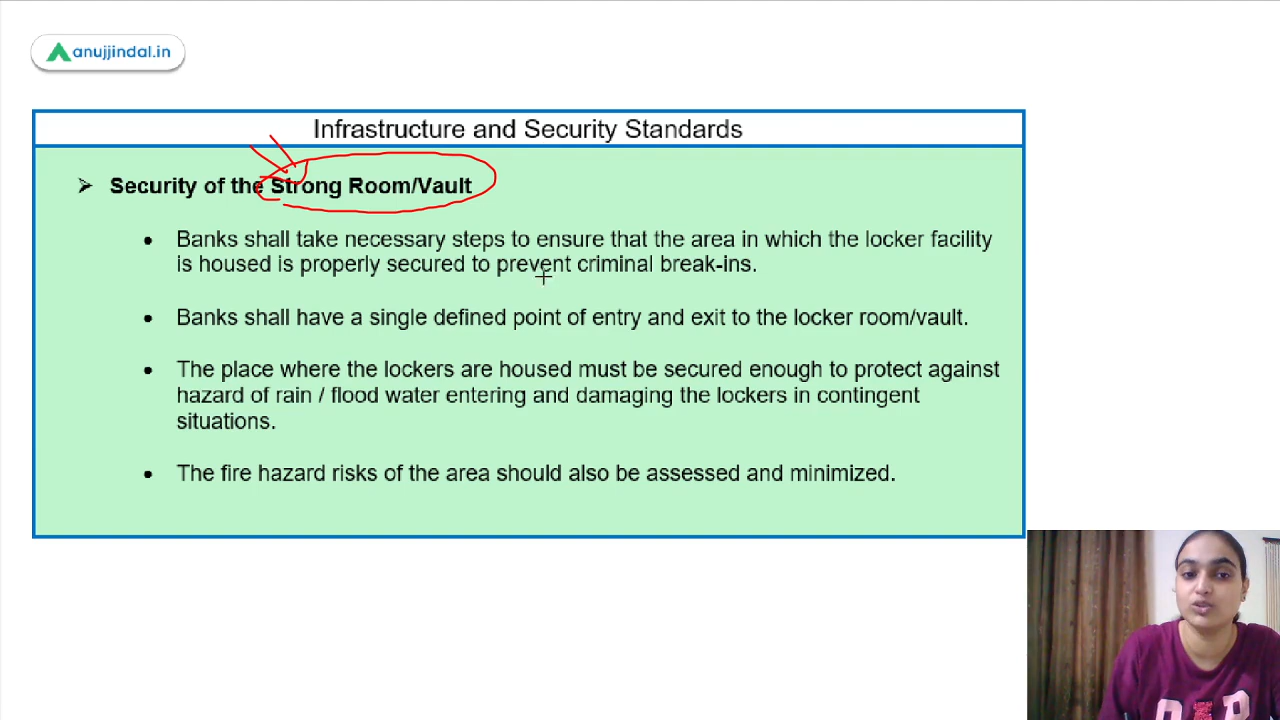 anujjindal.in
Infrastructure and Security Standards
Security of the Strong Room/Vault
Banks shall take necessary steps to ensure that the area in which the locker facility
is housed is properly secured to prevent criminal break-ins.
Banks shall have a single defined point of entry and exit to the locker room/vault.
The place where the lockers are housed must be secured enough to protect against
hazard of rain / flood water entering and damaging the lockers in contingent
situations.
The fire hazard risks of the area should also be assessed and minimized.